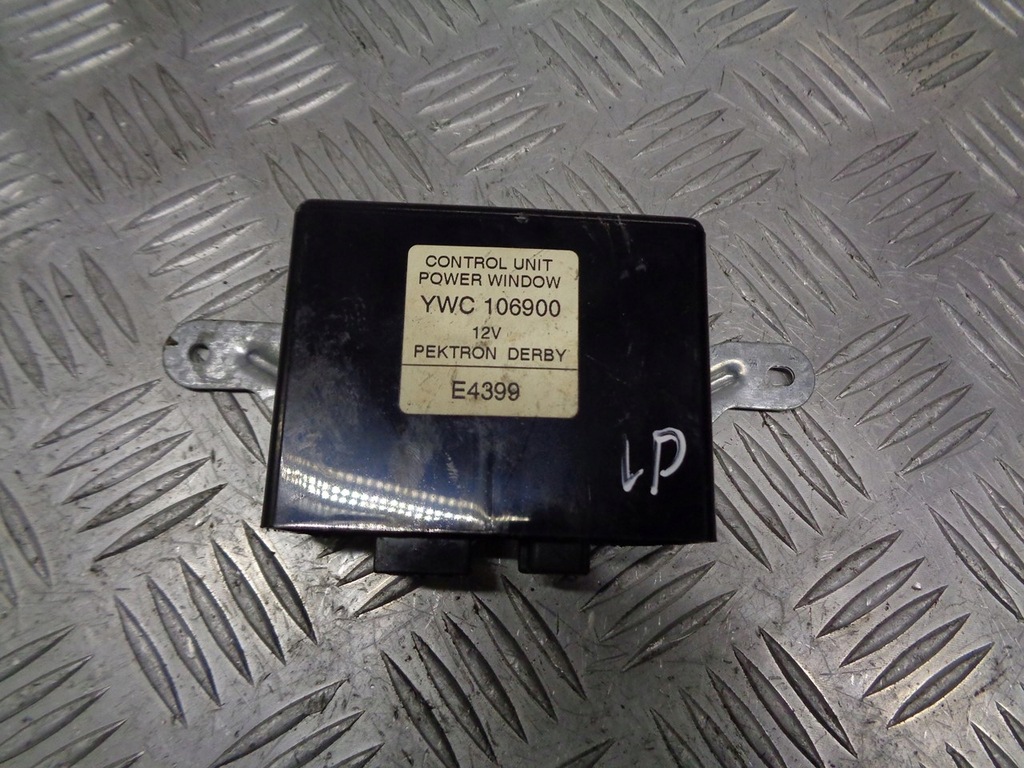 CONTROL UNIT
POWER WINDOW
YWC 106900
12V
PEKTRON DERBY
E4399
LP